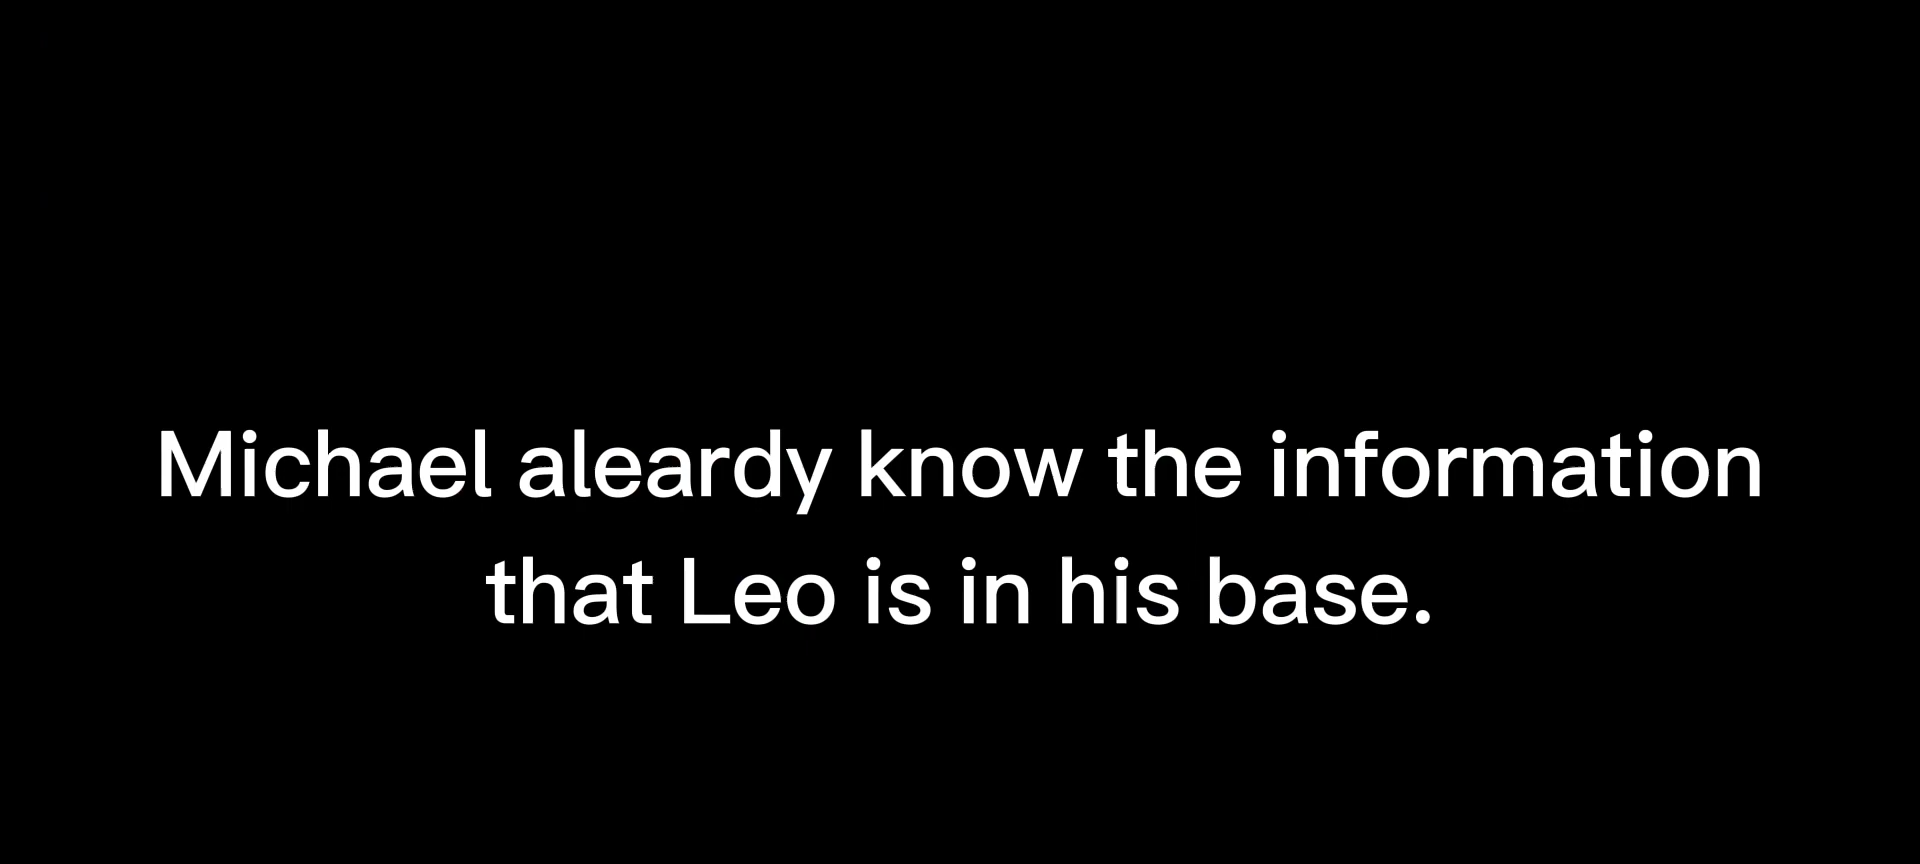 Michael aleardy know the information
that Leo is in his base.